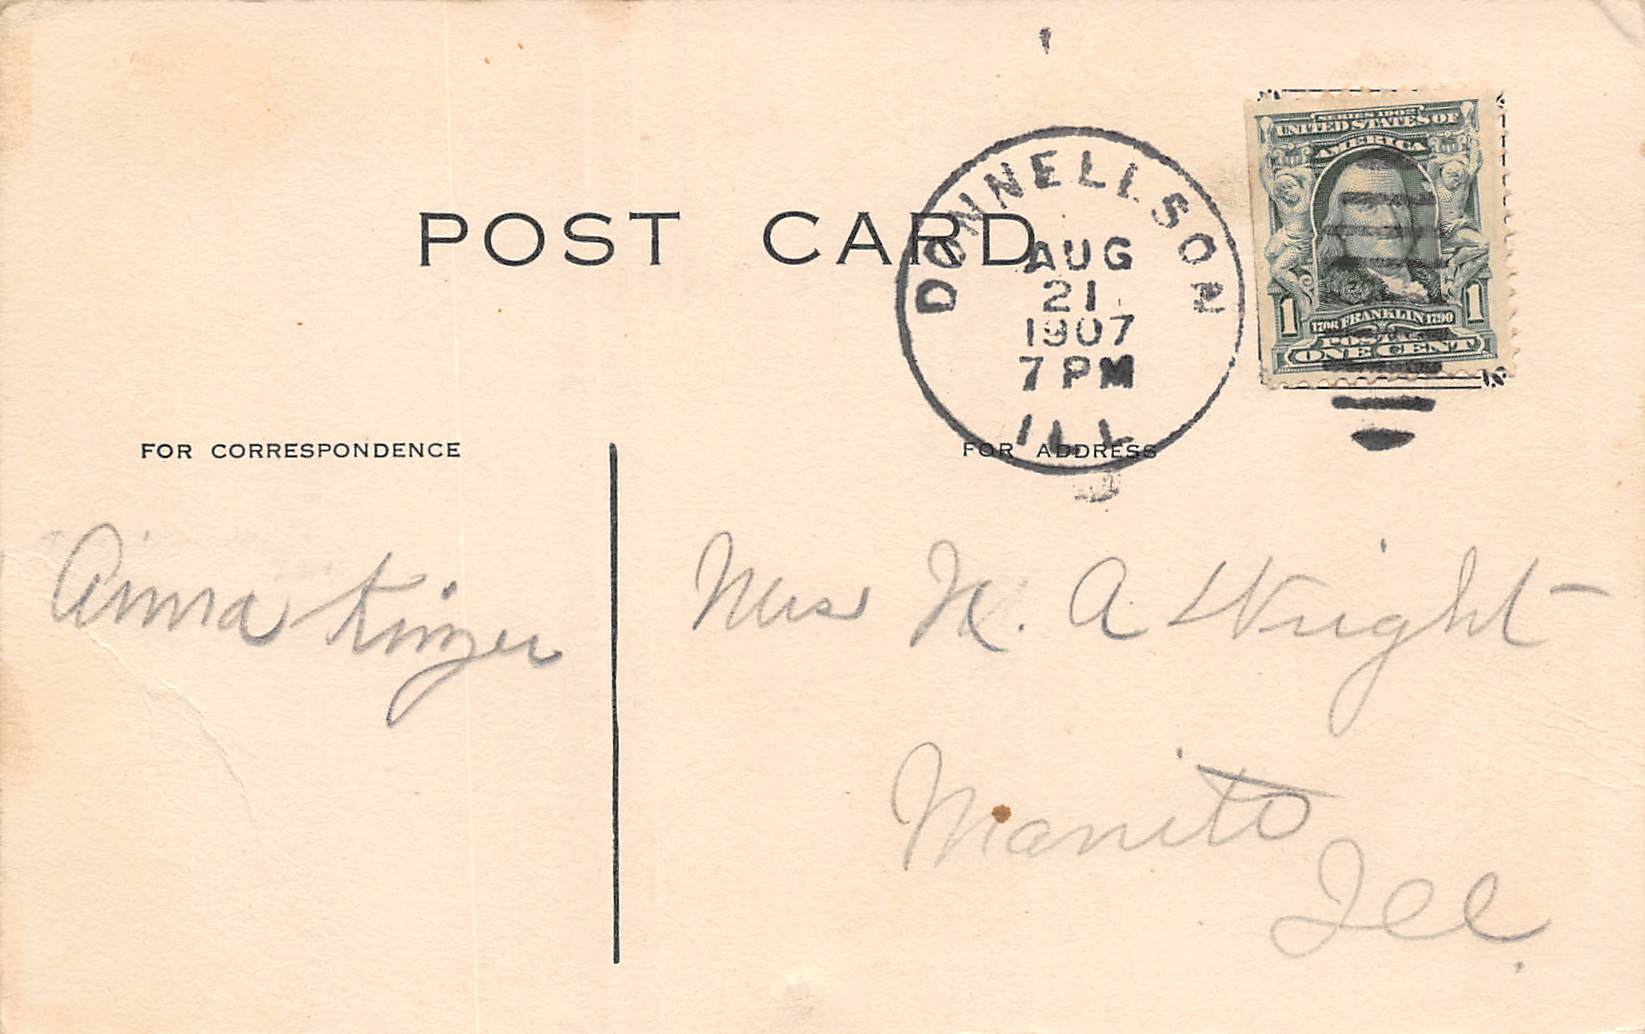 POST CARD
DONNELLSON
AUG
21
1907
7 PM
ILL
SERIES 1902
UNITED STATES OF
AMERICA
1 1706 FRANKLIN 1790 1
POSTAGE
ONE CENT
FOR CORRESPONDENCE
FOR ADDRESS
Anna Kinzer
Mrs N. A Wright
Manito
Ill.